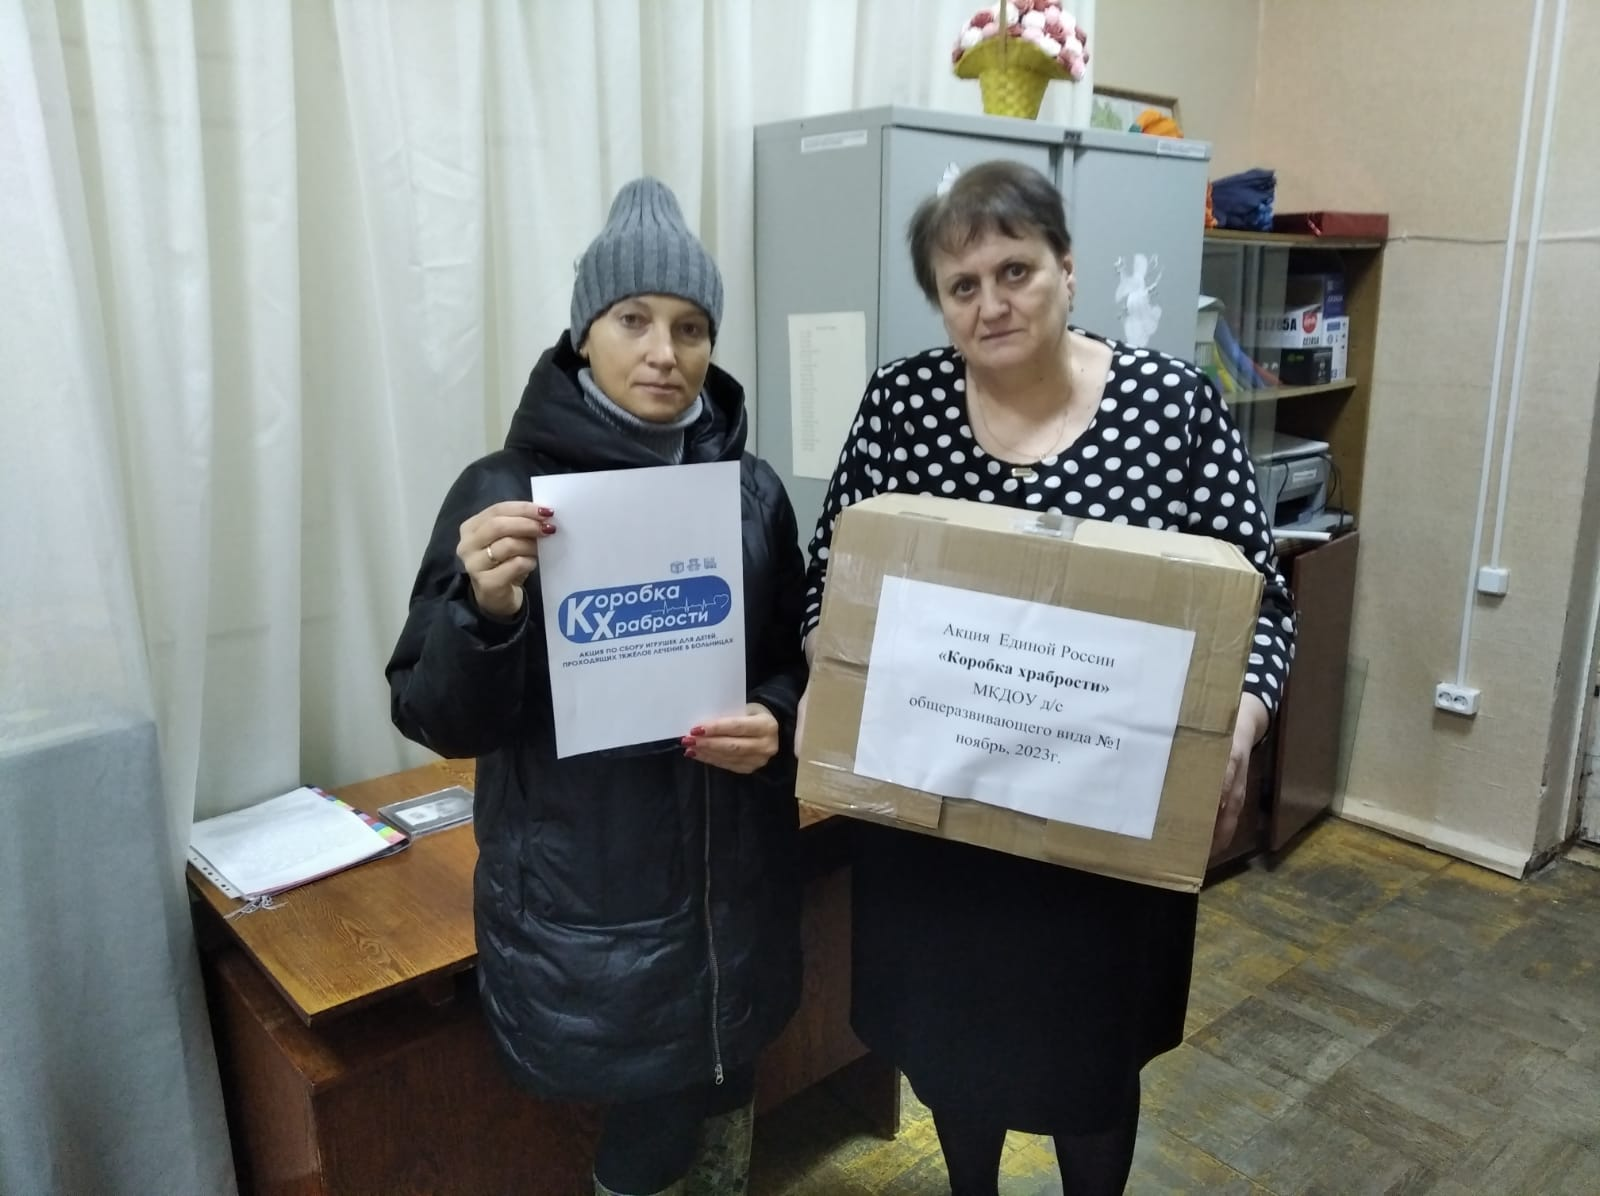 Коробка
Храбрости
АКЦИЯ ПО СБОРУ ИГРУШЕК ДЛЯ ДЕТЕЙ,
ПРОХОДЯЩИХ ТЯЖЁЛОЕ ЛЕЧЕНИЕ В БОЛЬНИЦАХ
Акция Единой России
«Коробка храбрости»
МКДОУ д/с
общеразвивающего вида №1
ноябрь, 2023г.
CE285A